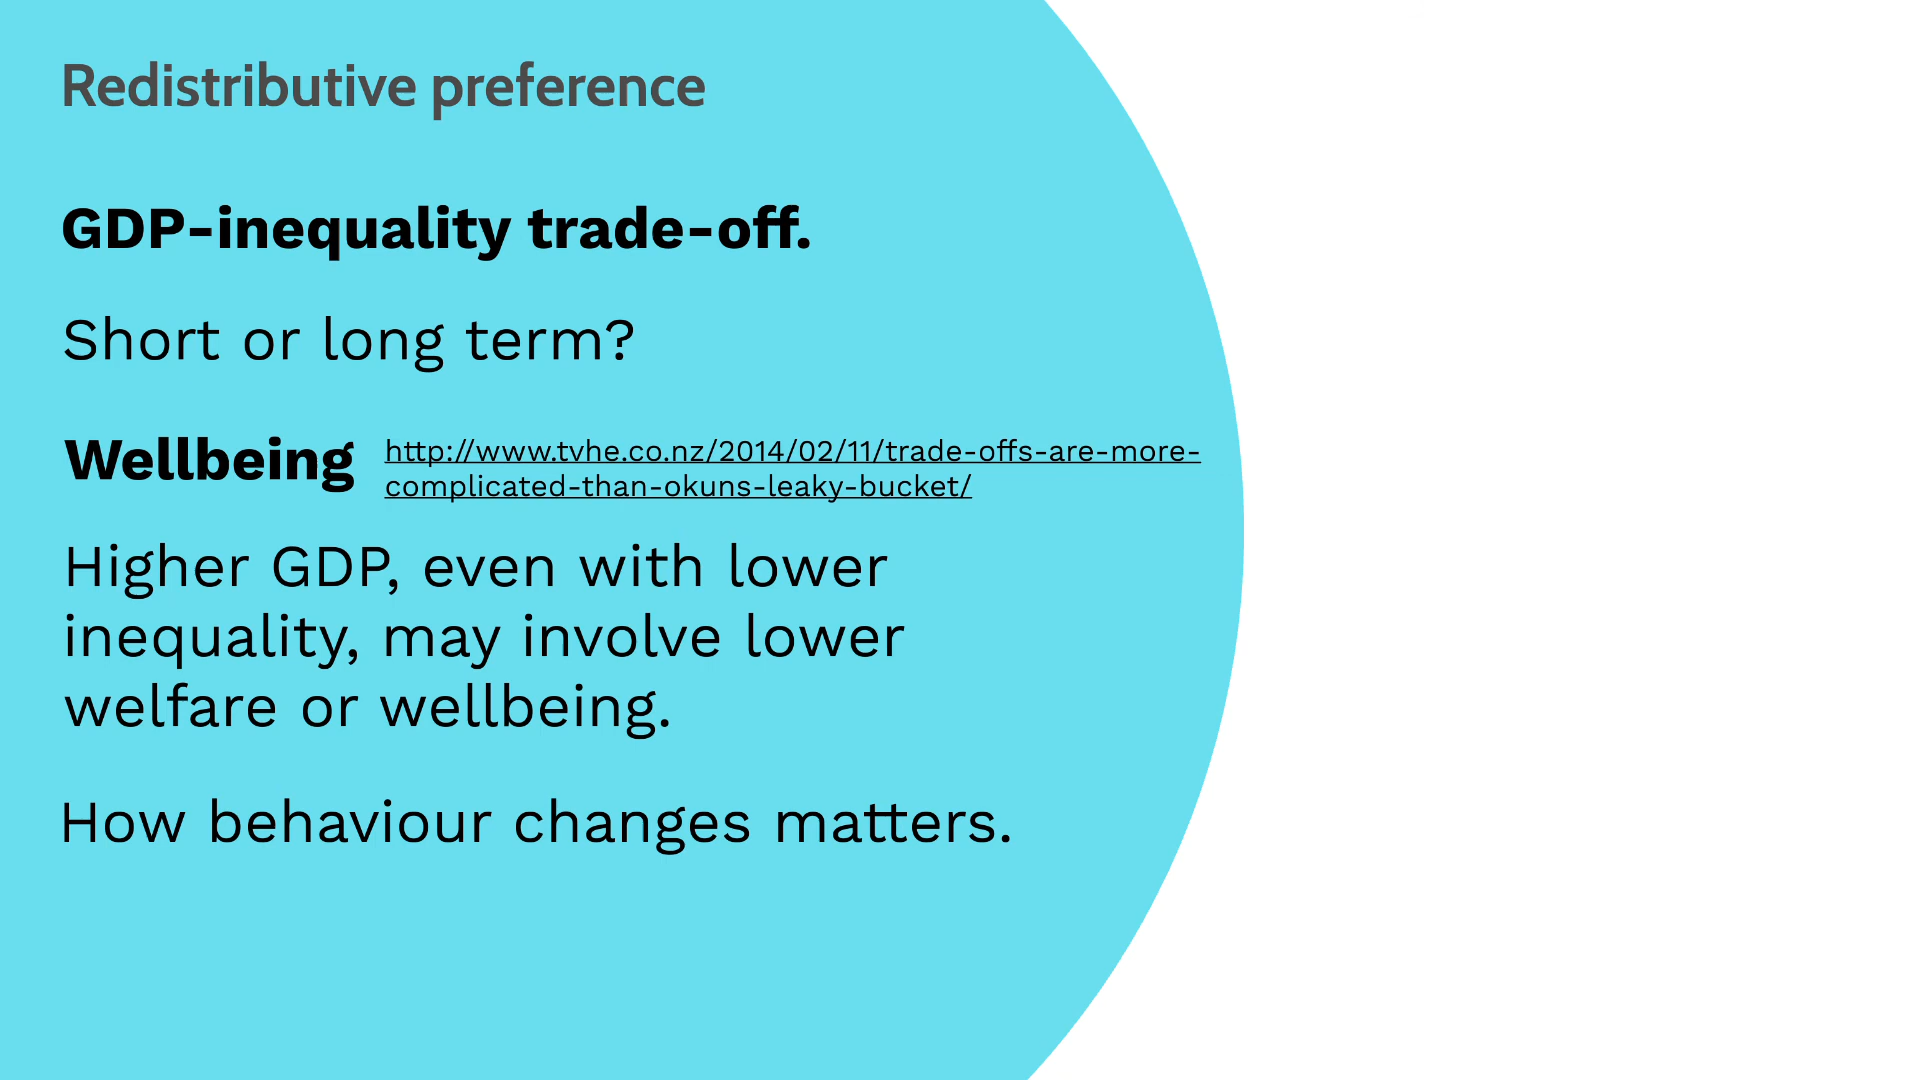 Redistributive preference
GDP-inequality trade-off.
Short or long term?
Wellbeing
http://www.tvhe.co.nz/2014/02/11/trade-offs-are-more-
complicated-than-okuns-leaky-bucket/
Higher GDP, even with lower
inequality, may involve lower
welfare or wellbeing.
How behaviour changes matters.